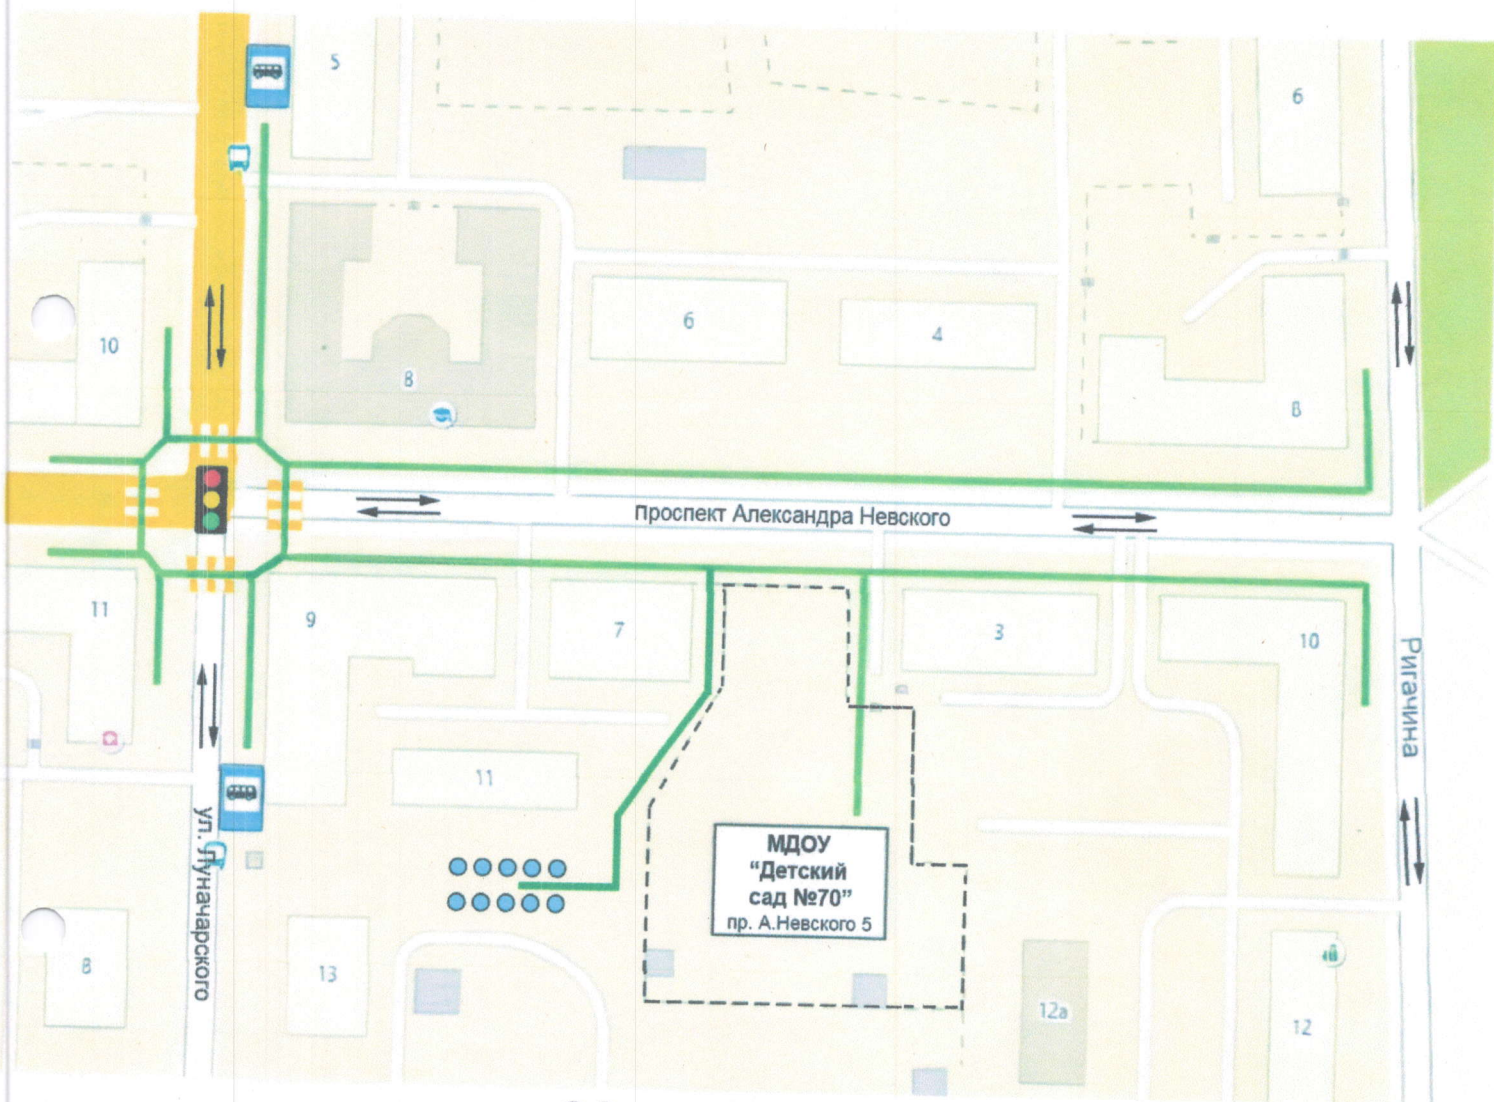 5
6
10
8
6
4
8
проспект Александра Невского
11
9
7
3
10
Ригачина
11
ул. Луначарского
МДОУ
“Детский
сад №70”
пр. А.Невского 5
8
13
12а
12